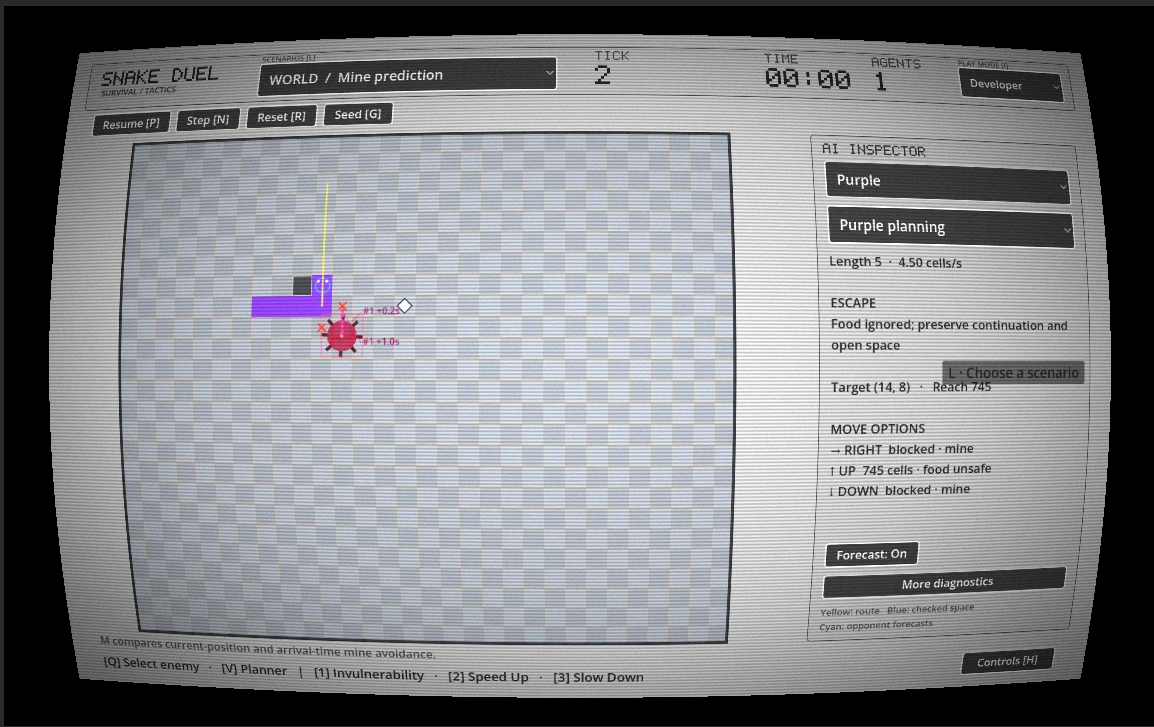 SNAKE DUEL
SURVIVAL / TACTICS
SCENARIOS [L]
WORLD / Mine prediction
TICK
2
TIME
00:00
AGENTS
1
PLAY MODE [I]
Developer
Resume [P]
Step [N]
Reset [R]
Seed [G]
#1 +0.2s
#1 +1.0s
AI INSPECTOR
Purple
Purple planning
Length 5 · 4.50 cells/s
ESCAPE
Food ignored; preserve continuation and
open space
L · Choose a scenario
Target (14, 8) · Reach 745
MOVE OPTIONS
→ RIGHT blocked · mine
↑ UP 745 cells · food unsafe
↓ DOWN blocked · mine
Forecast: On
More diagnostics
Yellow: route Blue: checked space
Cyan: opponent forecasts
M compares current-position and arrival-time mine avoidance.
[Q] Select enemy · [V] Planner | [1] Invulnerability · [2] Speed Up · [3] Slow Down
Controls [H]